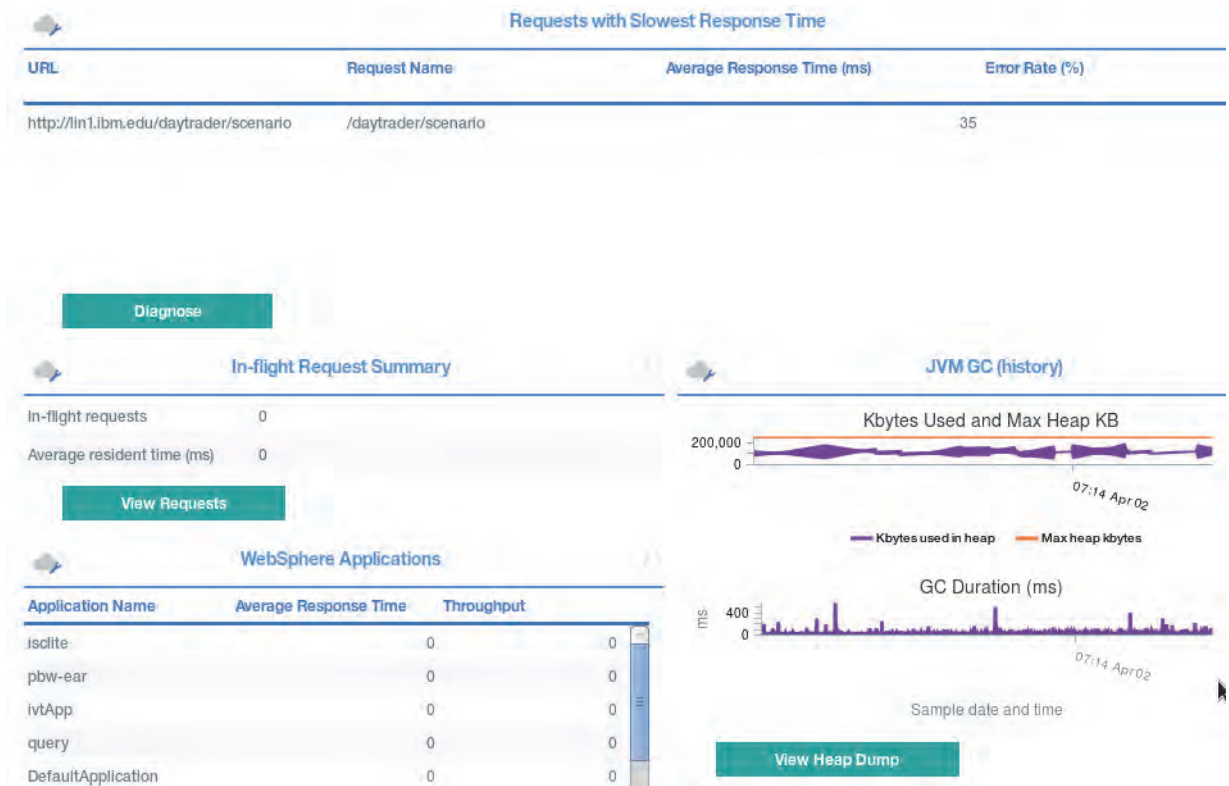 Requests with Slowest Response Time
URL Request Name Average Response Time (ms) Error Rate (%)
http://lin1.ibm.edu/daytrader/scenario /daytrader/scenario 35
Diagnose
In-flight Request Summary
In-flight requests 0
Average resident time (ms) 0
View Requests
WebSphere Applications
Application Name Average Response Time Throughput
isclite 0 0
pbw-ear 0 0
ivtApp 0 0
query 0 0
DefaultApplication 0 0
JVM GC (history)
Kbytes Used and Max Heap KB
200,000
0
07:14 Apr 02
Kbytes used in heap Max heap kbytes
GC Duration (ms)
ms
400
0
07:14 Apr 02
Sample date and time
View Heap Dump